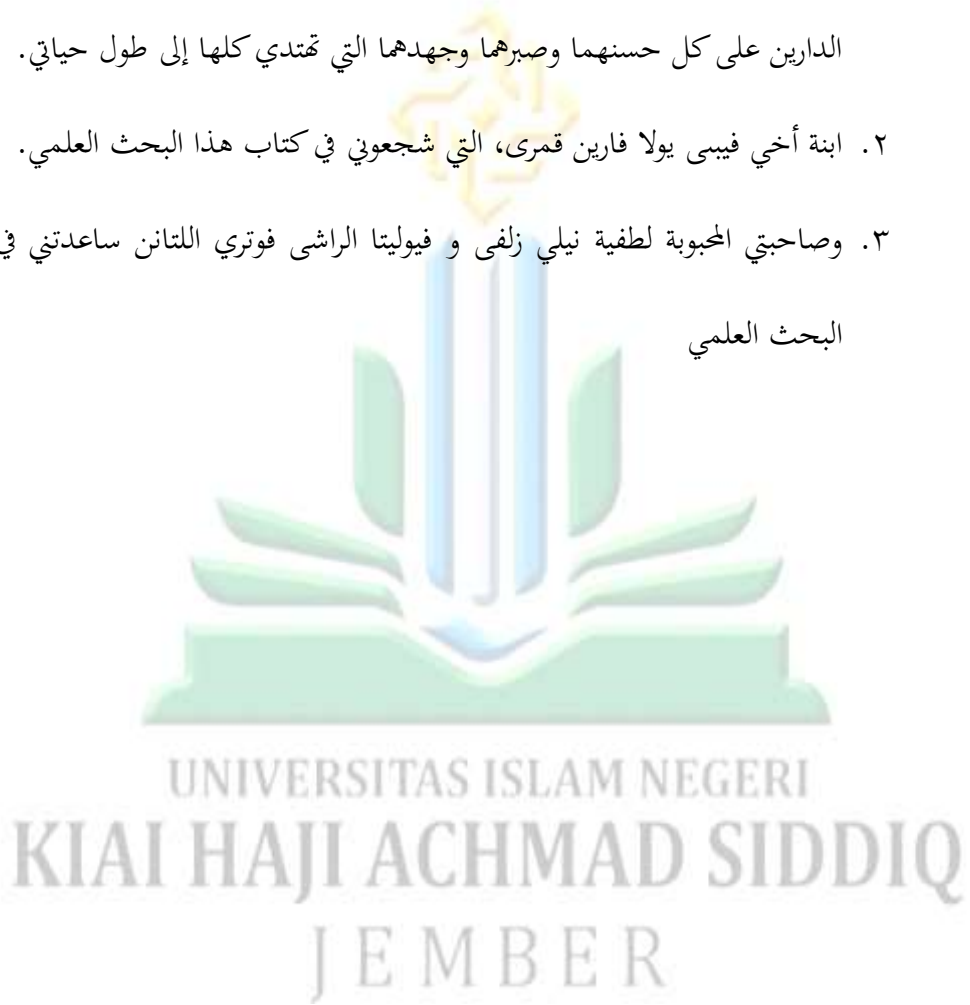 الدارين على كل حسنهما وصبرهما وجهدهما التي تهتدي كلها إلى طول حياتي.
٢. ابنة أخي فيبى يولا فارين قمرى، التي شجعوني في كتاب هذا البحث العلمي.
٣. وصاحبتي المحبوبة لطفية نيلي زلفى و فيوليتا الراشى فوتري اللتانن ساعدتني في
البحث العلمي
UNIVERSITAS ISLAM NEGERI
KIAI HAJI ACHMAD SIDDIQ
JEMBER